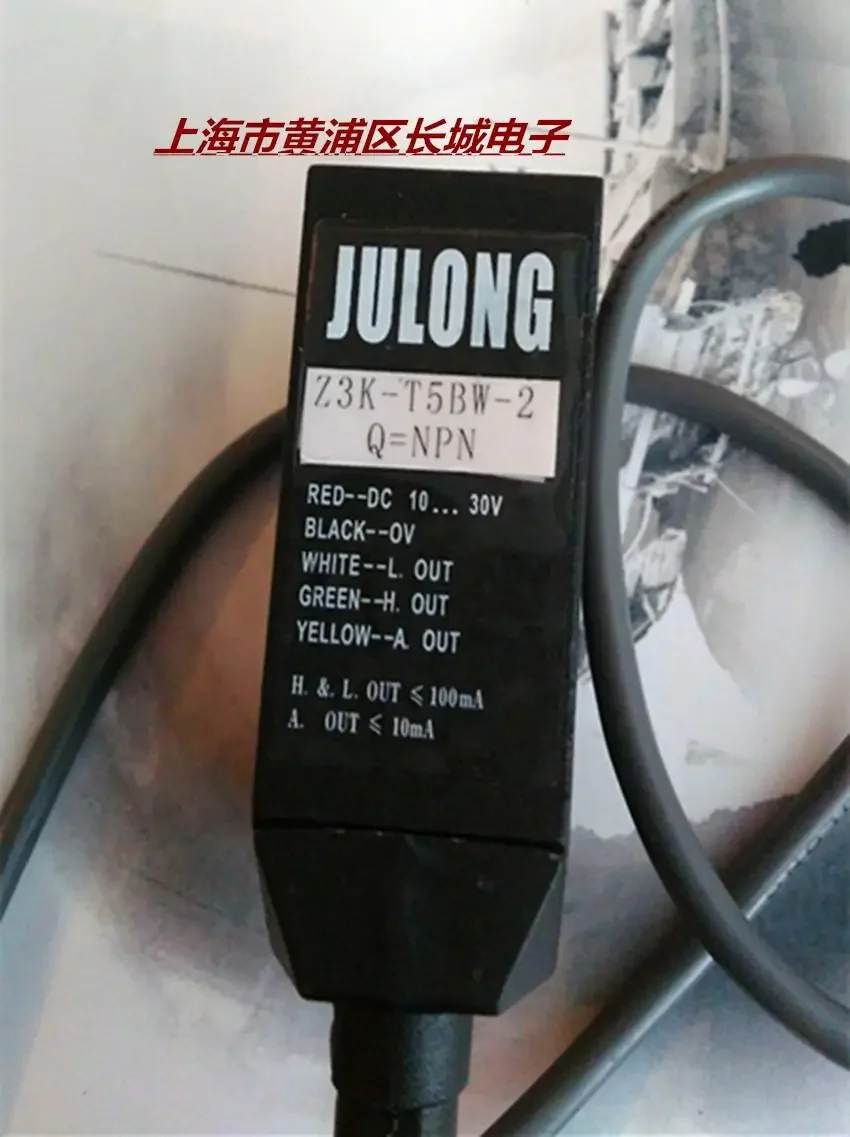 上海市黄浦区长城电子
JULONG
Z3K-T5BW-2
Q=NPN
RED--DC 10... 30V
BLACK--OV
WHITE--L. OUT
GREEN--H. OUT
YELLOW--A. OUT
H. &. L. OUT ≤ 100mA
A. OUT ≤ 10mA